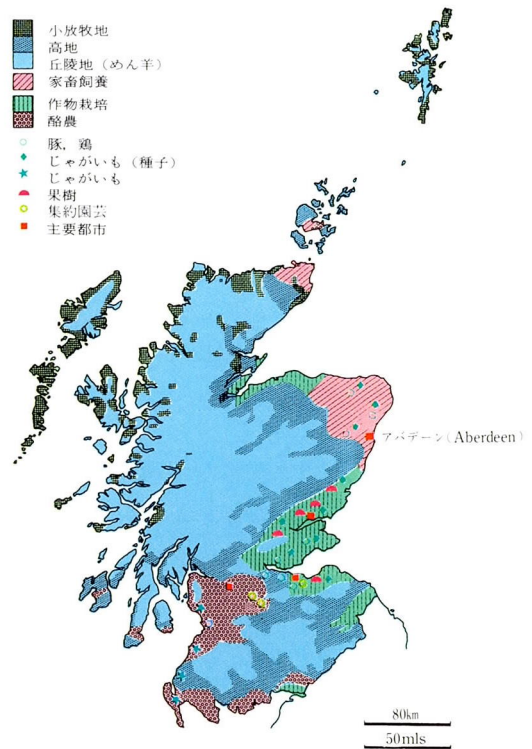 小放牧地
高地
丘陵地（めん羊）
家畜飼養
作物栽培
酪農
豚，鶏
じゃがいも（種子）
じゃがいも
果樹
集約園芸
主要都市
アバデーン(Aberdeen)
80km
50mls